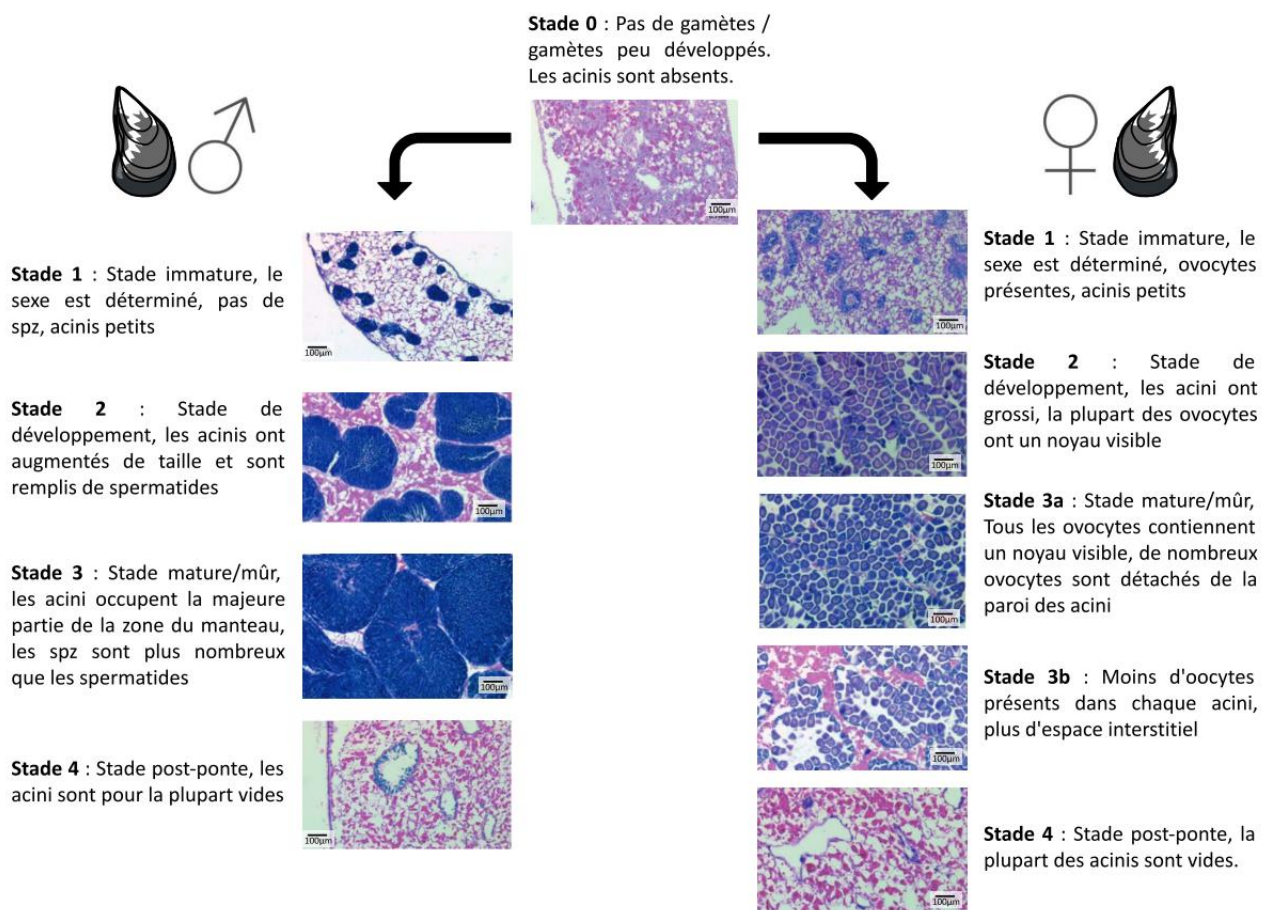 Stade 0 : Pas de gamètes /
gamètes peu développés.
Les acinis sont absents.
100µm
Stade 1 : Stade immature, le
sexe est déterminé, pas de
spz, acinis petits
100µm
Stade 2 : Stade de
développement, les acinis ont
augmentés de taille et sont
remplis de spermatides
100µm
Stade 3 : Stade mature/mûr,
les acini occupent la majeure
partie de la zone du manteau,
les spz sont plus nombreux
que les spermatides
100µm
Stade 4 : Stade post-ponte, les
acini sont pour la plupart vides
100µm
100µm
Stade 1 : Stade immature, le
sexe est déterminé, ovocytes
présentes, acinis petits
100µm
Stade 2 : Stade de
développement, les acini ont
grossi, la plupart des ovocytes
ont un noyau visible
100µm
Stade 3a : Stade mature/mûr,
Tous les ovocytes contiennent
un noyau visible, de nombreux
ovocytes sont détachés de la
paroi des acini
100µm
Stade 3b : Moins d'oocytes
présents dans chaque acini,
plus d'espace interstitiel
100µm
Stade 4 : Stade post-ponte, la
plupart des acinis sont vides.